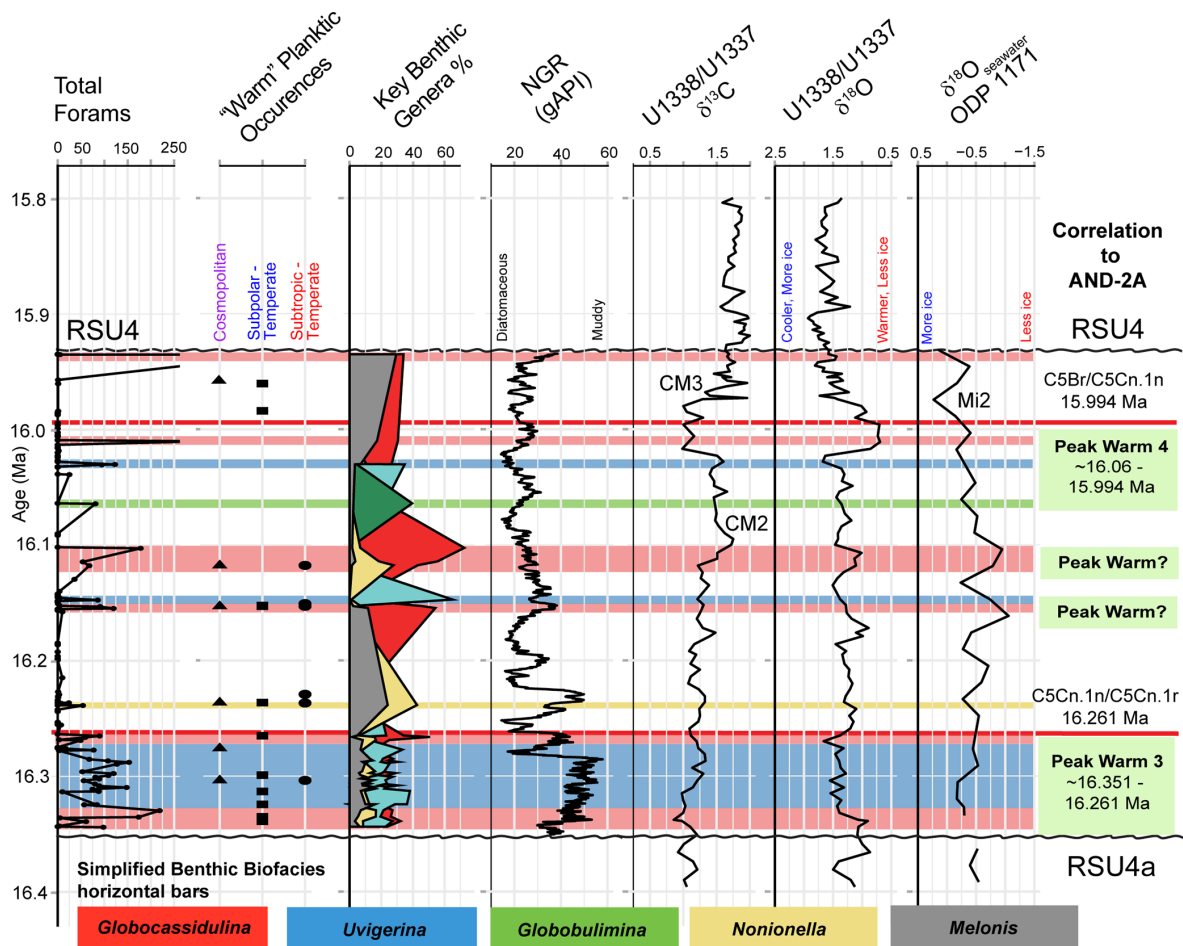 Total
Forams
"Warm" Planktic
Occurences
Key Benthic
Genera %
NGR
(gAPI)
U1338/U1337
δ13C
U1338/U1337
δ18O
δ18O seawater
ODP 1171
0 50 150 250
0 20 40 60
20 40 60
0.5 1.5 2.5
1.5 0.5
0.5 -0.5 -1.5
Age (Ma)
15.8
15.9
16.0
16.1
16.2
16.3
16.4
Cosmopolitan
Subpolar -
Temperate
Subtropic -
Temperate
Diatomaceous
Muddy
Cooler, More ice
Warmer, Less ice
More ice
Less ice
Correlation
to
AND-2A
RSU4
RSU4
CM3
CM2
Mi2
C5Br/C5Cn.1n
15.994 Ma
Peak Warm 4
~16.06 -
15.994 Ma
Peak Warm?
Peak Warm?
C5Cn.1n/C5Cn.1r
16.261 Ma
Peak Warm 3
~16.351 -
16.261 Ma
RSU4a
Simplified Benthic Biofacies
horizontal bars
Globocassidulina
Uvigerina
Globobulimina
Nonionella
Melonis